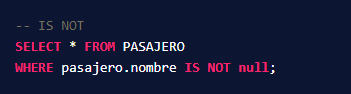 -- IS NOT
SELECT * FROM PASAJERO
WHERE pasajero.nombre IS NOT null;